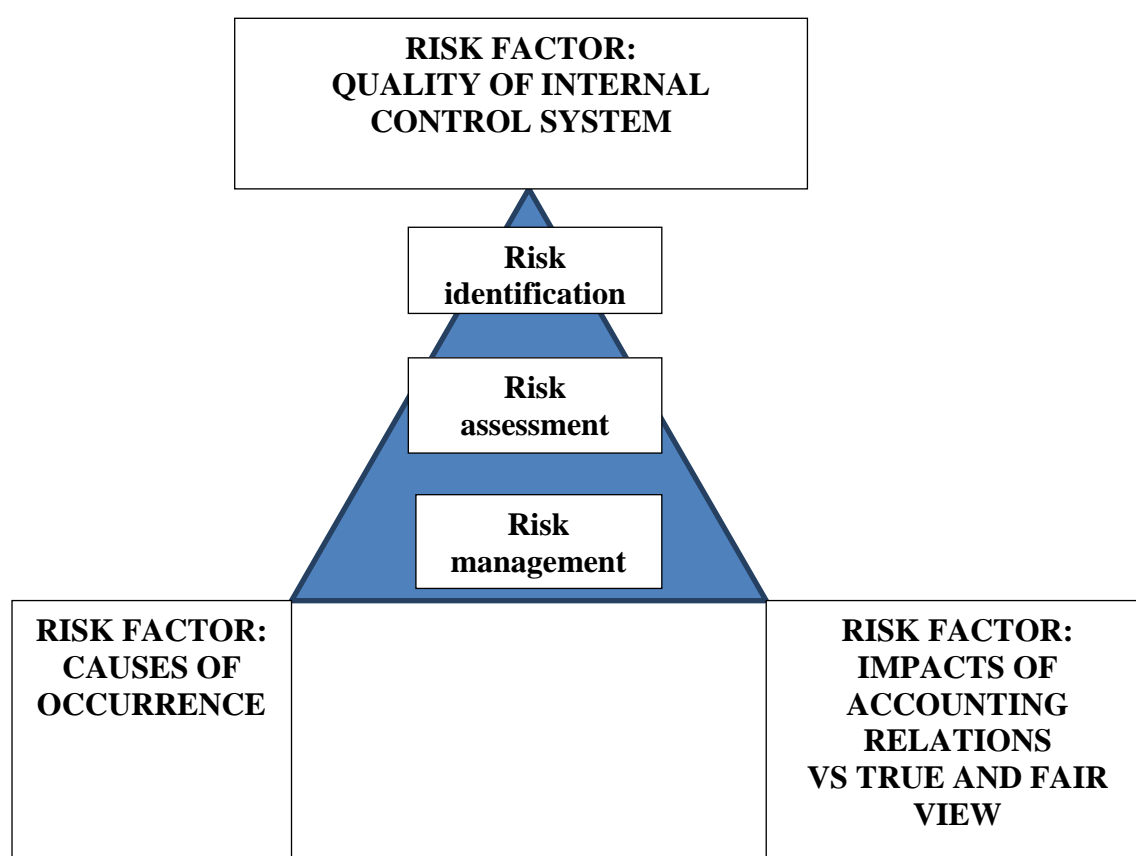 RISK FACTOR:
QUALITY OF INTERNAL
CONTROL SYSTEM
Risk
identification
Risk
assessment
Risk
management
RISK FACTOR:
CAUSES OF
OCCURRENCE
RISK FACTOR:
IMPACTS OF
ACCOUNTING
RELATIONS
VS TRUE AND FAIR
VIEW